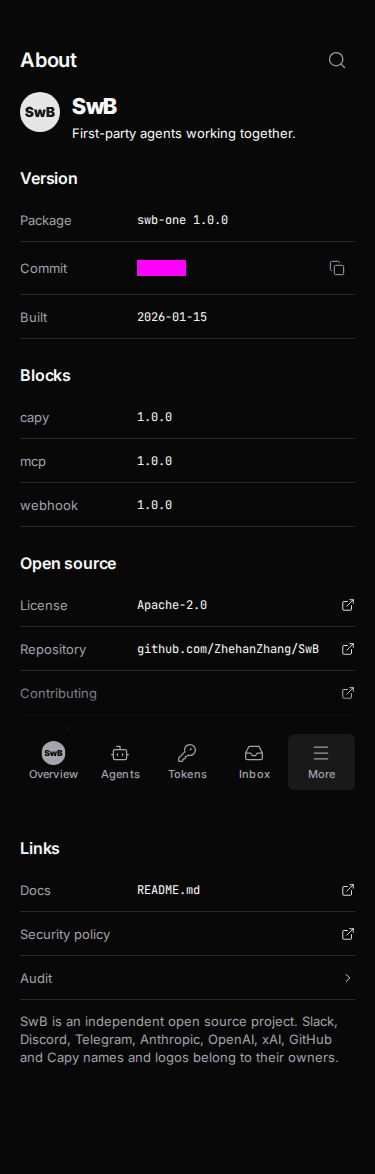 About
SwB
SwB
First-party agents working together.
Version
Package swb-one 1.0.0
Commit
Built 2026-01-15
Blocks
capy 1.0.0
mcp 1.0.0
webhook 1.0.0
Open source
License Apache-2.0
Repository github.com/ZhehanZhang/SwB
Contributing
SwB
Overview Agents Tokens Inbox More
Links
Docs README.md
Security policy
Audit
SwB is an independent open source project. Slack,
Discord, Telegram, Anthropic, OpenAI, xAI, GitHub
and Capy names and logos belong to their owners.